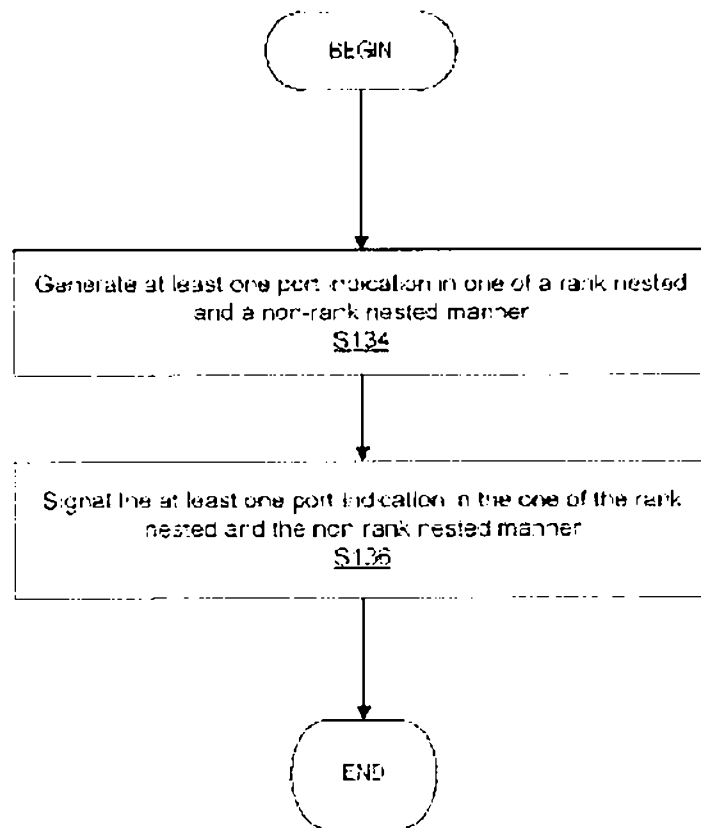 BEGIN
Generate at least one port indication in one of a rank nested
and a non-rank nested manner
S134
Signal the at least one port indication in the one of the rank
nested and the non rank nested manner
S136
END